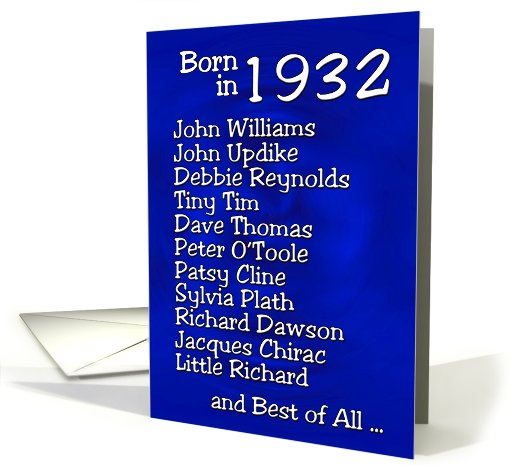 Born
in 1932
John Williams
John Updike
Debbie Reynolds
Tiny Tim
Dave Thomas
Peter O'Toole
Patsy Cline
Sylvia Plath
Richard Dawson
Jacques Chirac
Little Richard
and Best of All ...